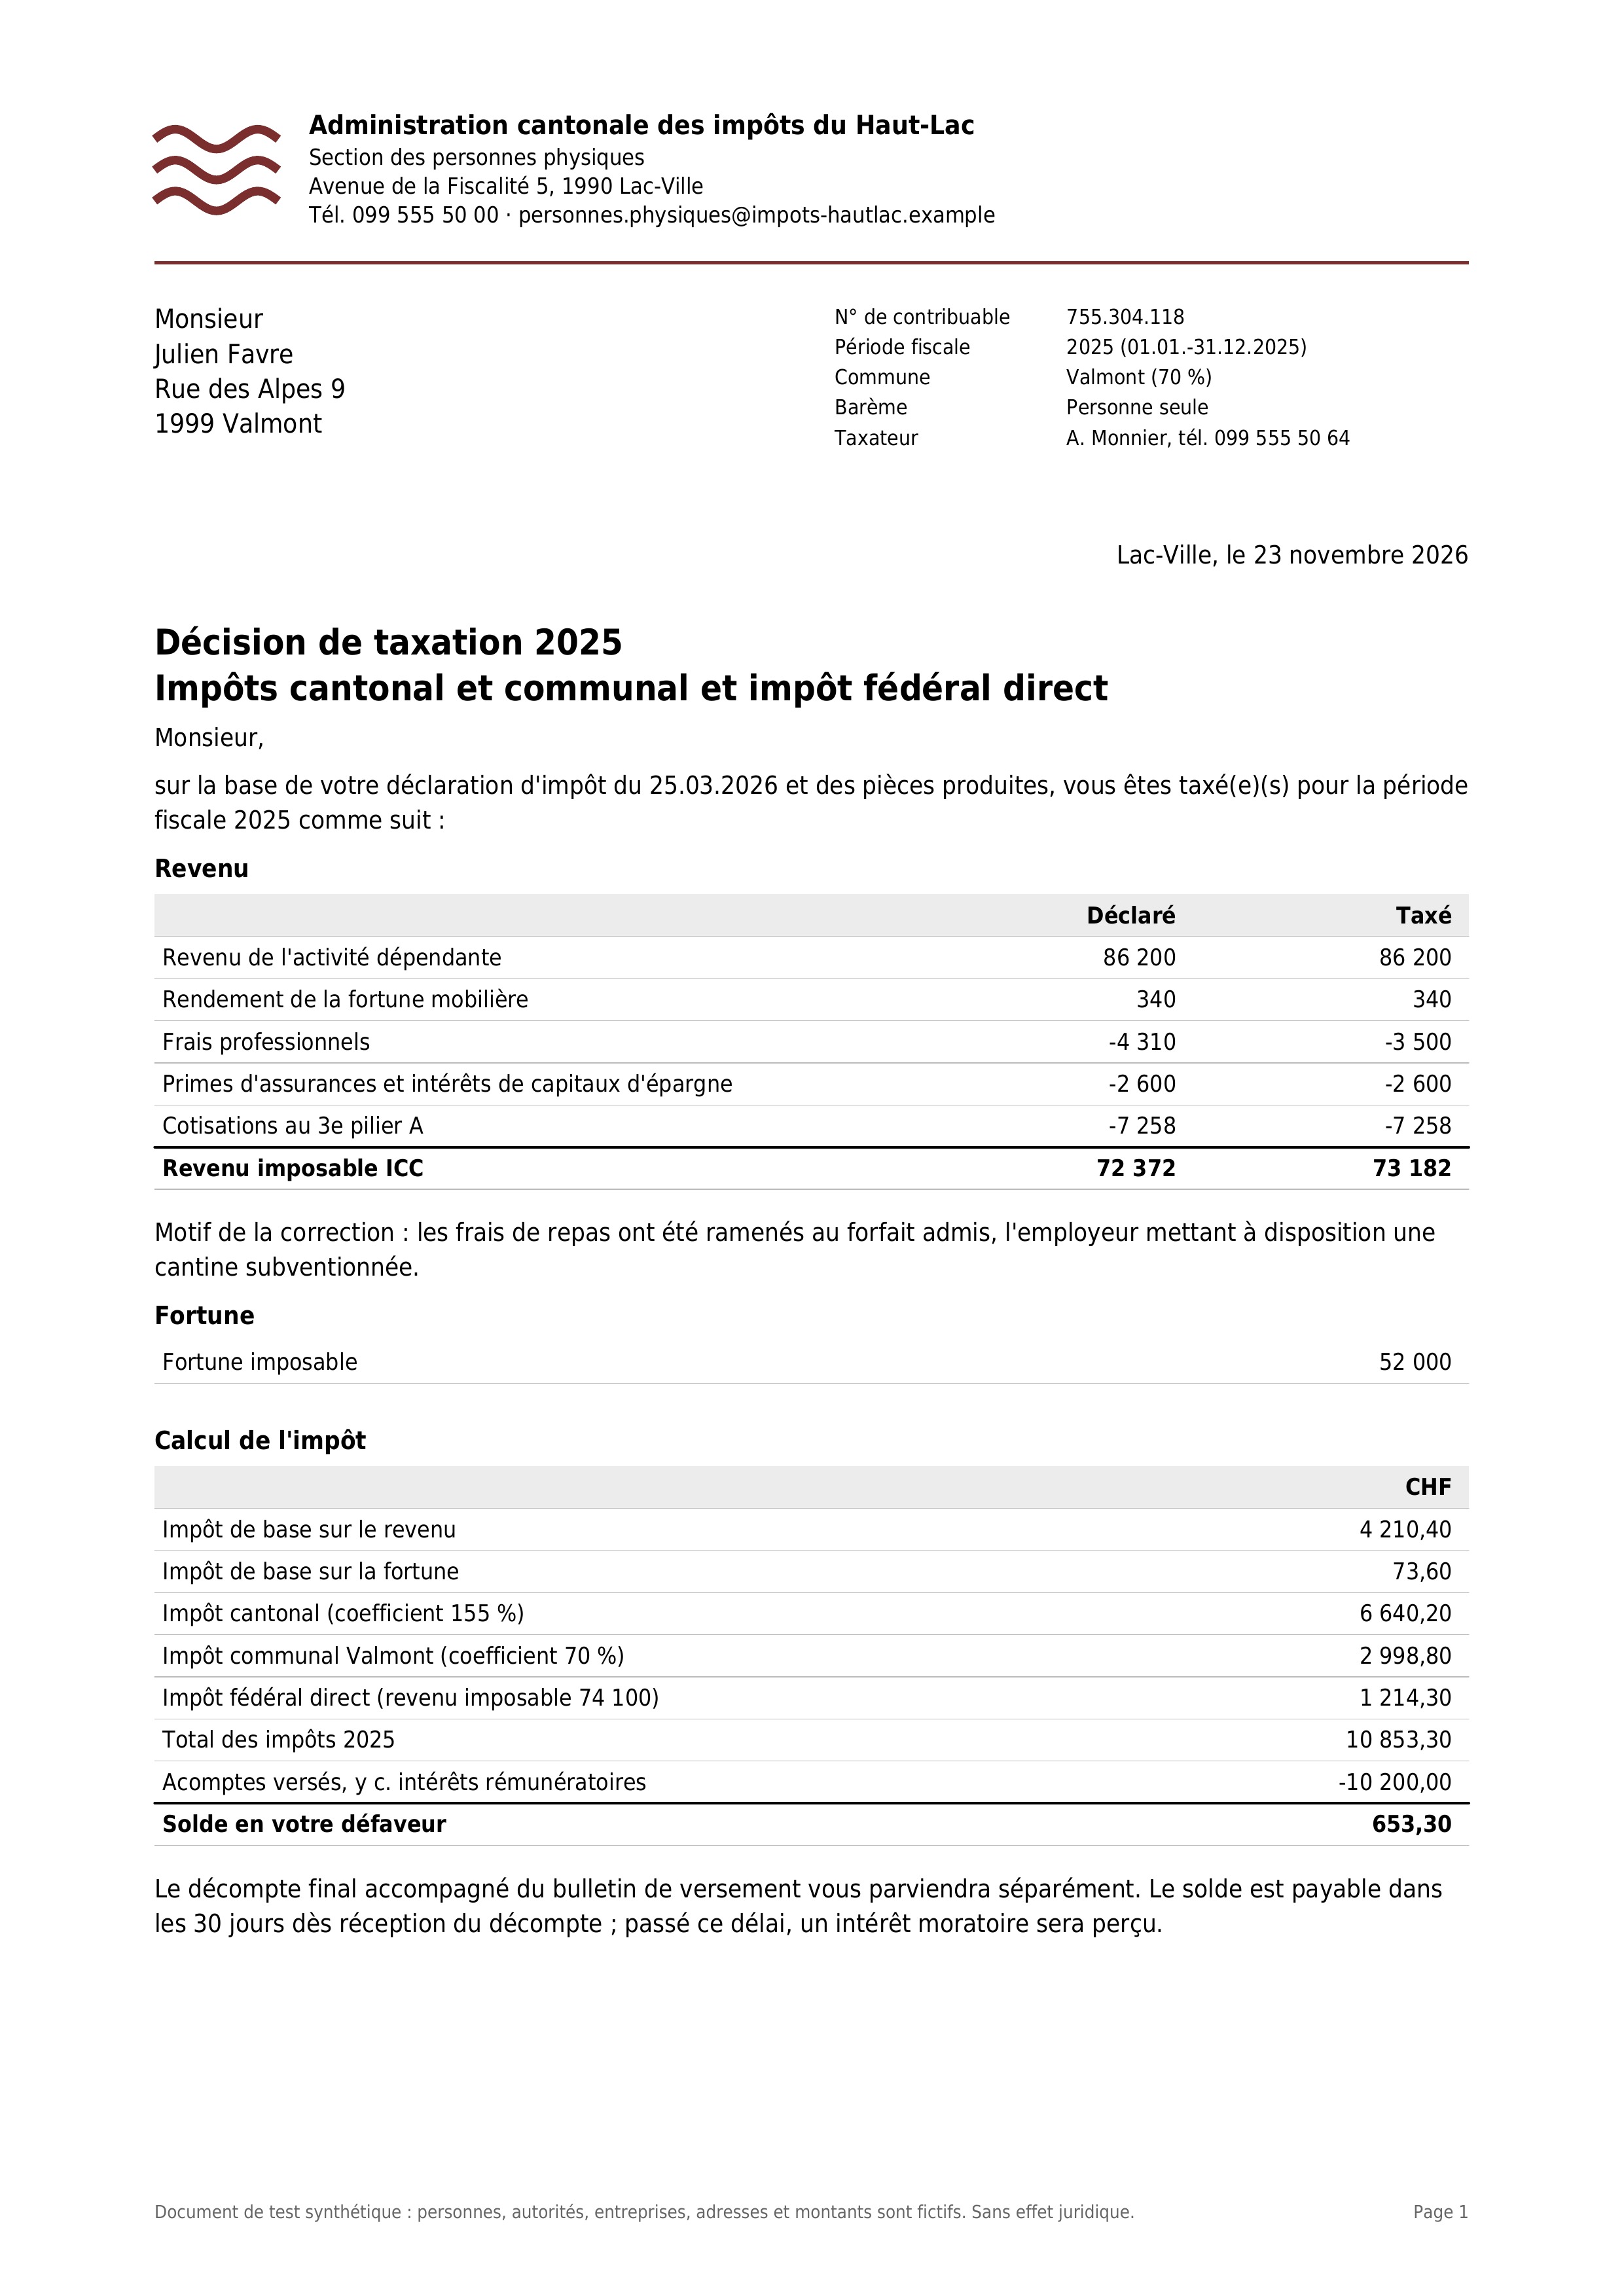 Administration cantonale des impôts du Haut-Lac
Section des personnes physiques
Avenue de la Fiscalité 5, 1990 Lac-Ville
Tél. 099 555 50 00 · personnes.physiques@impots-hautlac.example
Monsieur
Julien Favre
Rue des Alpes 9
1999 Valmont
N° de contribuable 755.304.118
Période fiscale 2025 (01.01.-31.12.2025)
Commune Valmont (70 %)
Barème Personne seule
Taxateur A. Monnier, tél. 099 555 50 64
Lac-Ville, le 23 novembre 2026
Décision de taxation 2025
Impôts cantonal et communal et impôt fédéral direct
Monsieur,
sur la base de votre déclaration d'impôt du 25.03.2026 et des pièces produites, vous êtes taxé(e)(s) pour la période
fiscale 2025 comme suit :
Revenu
Déclaré Taxé
Revenu de l'activité dépendante 86 200 86 200
Rendement de la fortune mobilière 340 340
Frais professionnels -4 310 -3 500
Primes d'assurances et intérêts de capitaux d'épargne -2 600 -2 600
Cotisations au 3e pilier A -7 258 -7 258
Revenu imposable ICC 72 372 73 182
Motif de la correction : les frais de repas ont été ramenés au forfait admis, l'employeur mettant à disposition une
cantine subventionnée.
Fortune
Fortune imposable 52 000
Calcul de l'impôt
CHF
Impôt de base sur le revenu 4 210,40
Impôt de base sur la fortune 73,60
Impôt cantonal (coefficient 155 %) 6 640,20
Impôt communal Valmont (coefficient 70 %) 2 998,80
Impôt fédéral direct (revenu imposable 74 100) 1 214,30
Total des impôts 2025 10 853,30
Acomptes versés, y c. intérêts rémunératoires -10 200,00
Solde en votre défaveur 653,30
Le décompte final accompagné du bulletin de versement vous parviendra séparément. Le solde est payable dans
les 30 jours dès réception du décompte ; passé ce délai, un intérêt moratoire sera perçu.
Document de test synthétique : personnes, autorités, entreprises, adresses et montants sont fictifs. Sans effet juridique. Page 1